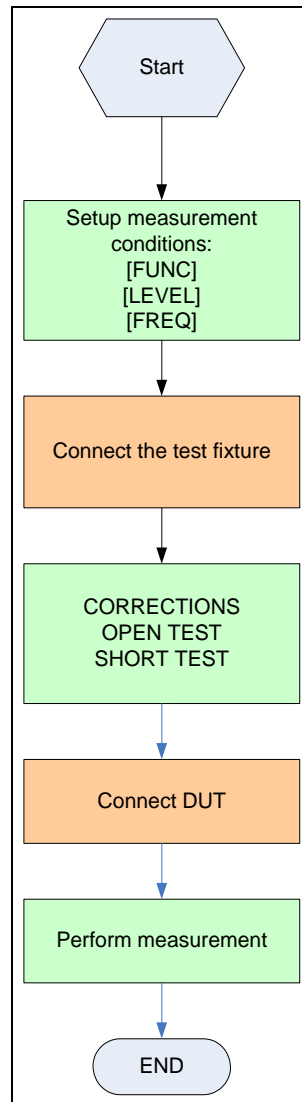 Start
Setup measurement
conditions:
[FUNC]
[LEVEL]
[FREQ]
Connect the test fixture
CORRECTIONS
OPEN TEST
SHORT TEST
Connect DUT
Perform measurement
END